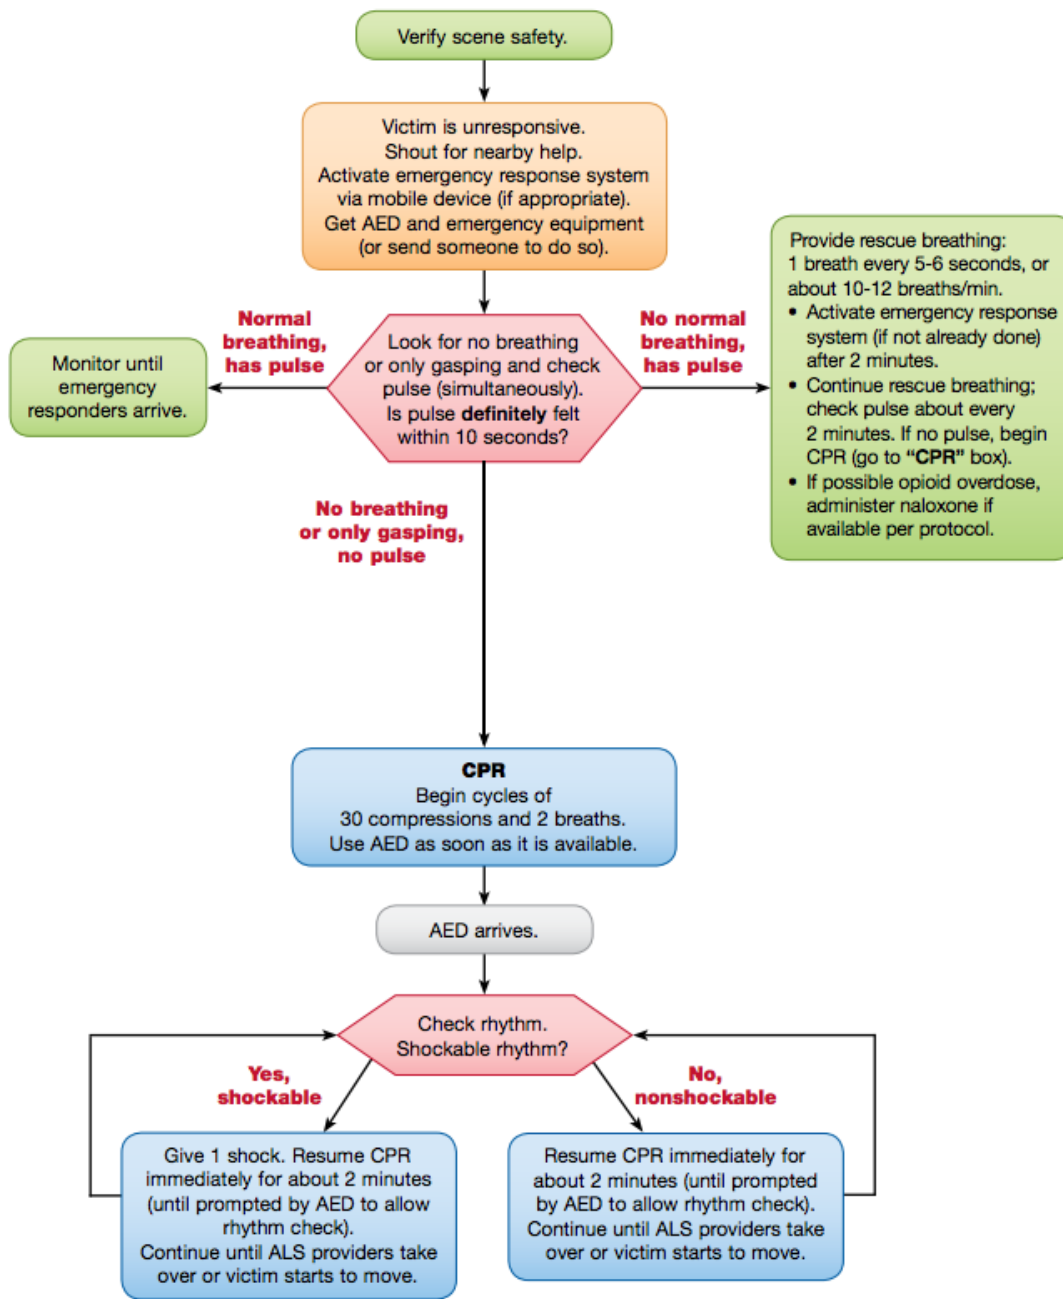 Verify scene safety.
Victim is unresponsive.
Shout for nearby help.
Activate emergency response system
via mobile device (if appropriate).
Get AED and emergency equipment
(or send someone to do so).
Normal
breathing,
has pulse
Monitor until
emergency
responders arrive.
Look for no breathing
or only gasping and check
pulse (simultaneously).
Is pulse definitely felt
within 10 seconds?
No normal
breathing,
has pulse
Provide rescue breathing:
1 breath every 5-6 seconds, or
about 10-12 breaths/min.
• Activate emergency response
system (if not already done)
after 2 minutes.
• Continue rescue breathing;
check pulse about every
2 minutes. If no pulse, begin
CPR (go to “CPR” box).
• If possible opioid overdose,
administer naloxone if
available per protocol.
No breathing
or only gasping,
no pulse
CPR
Begin cycles of
30 compressions and 2 breaths.
Use AED as soon as it is available.
AED arrives.
Check rhythm.
Shockable rhythm?
Yes,
shockable
No,
nonshockable
Give 1 shock. Resume CPR
immediately for about 2 minutes
(until prompted by AED to allow
rhythm check).
Continue until ALS providers take
over or victim starts to move.
Resume CPR immediately for
about 2 minutes (until prompted
by AED to allow rhythm check).
Continue until ALS providers take
over or victim starts to move.